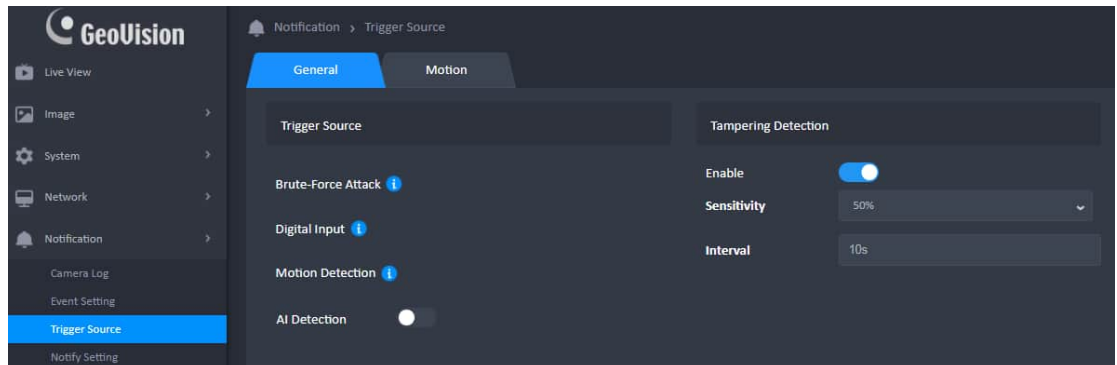 GeoVision
Live View
Image
System
Network
Notification
Camera Log
Event Setting
Trigger Source
Notify Setting
Notification > Trigger Source
General
Motion
Trigger Source
Brute-Force Attack i
Digital Input i
Motion Detection i
AI Detection
Tampering Detection
Enable
Sensitivity 50%
Interval 10s